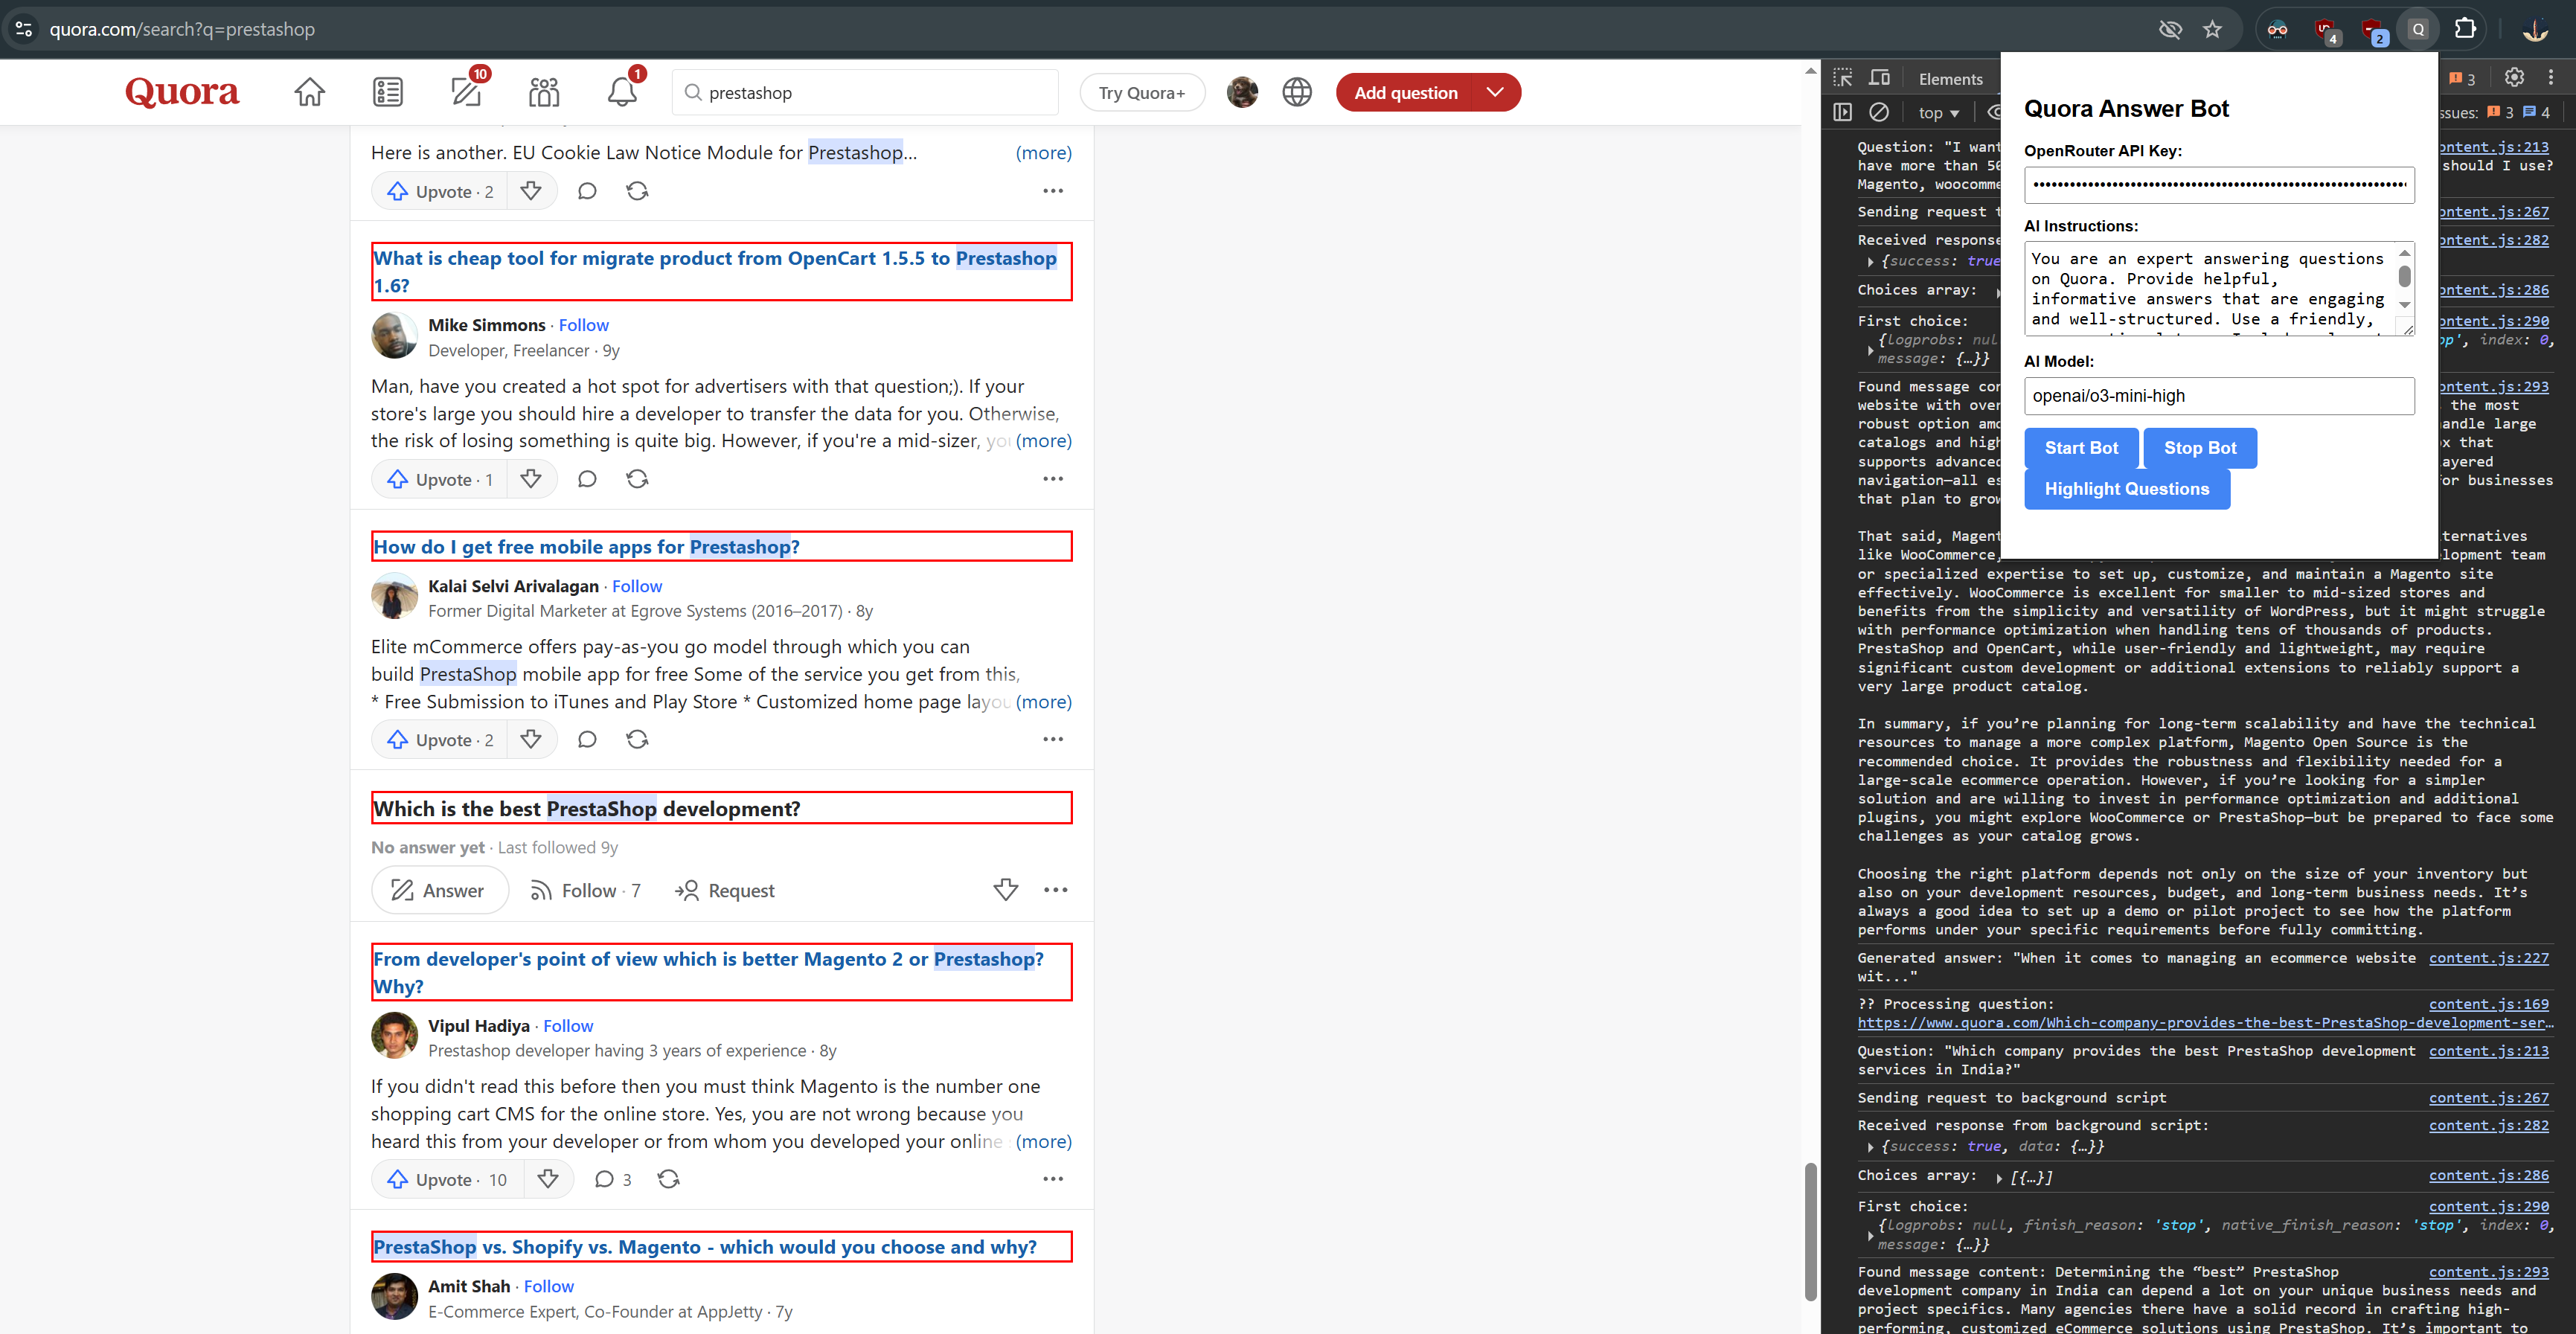 quora.com/search?q=prestashop
4
2
Q
Quora
10
1
prestashop
Try Quora+
Add question
Here is another. EU Cookie Law Notice Module for Prestashop...
(more)
Upvote · 2
What is cheap tool for migrate product from OpenCart 1.5.5 to Prestashop
1.6?
Mike Simmons · Follow
Developer, Freelancer · 9y
Man, have you created a hot spot for advertisers with that question;). If your
store's large you should hire a developer to transfer the data for you. Otherwise,
the risk of losing something is quite big. However, if you're a mid-sizer, (more)
Upvote · 1
How do I get free mobile apps for Prestashop?
Kalai Selvi Arivalagan · Follow
Former Digital Marketer at Egrove Systems (2016–2017) · 8y
Elite mCommerce offers pay-as-you go model through which you can
build PrestaShop mobile app for free Some of the service you get from this,
* Free Submission to iTunes and Play Store * Customized home page (more)
Upvote · 2
Which is the best PrestaShop development?
No answer yet · Last followed 9y
Answer
Follow · 7
Request
From developer's point of view which is better Magento 2 or Prestashop?
Why?
Vipul Hadiya · Follow
Prestashop developer having 3 years of experience · 8y
If you didn't read this before then you must think Magento is the number one
shopping cart CMS for the online store. Yes, you are not wrong because you
heard this from your developer or from whom you developed your online (more)
Upvote · 10
3
PrestaShop vs. Shopify vs. Magento - which would you choose and why?
Amit Shah · Follow
E-Commerce Expert, Co-Founder at AppJetty · 7y
Quora Answer Bot
OpenRouter API Key:
AI Instructions:
You are an expert answering questions
on Quora. Provide helpful,
informative answers that are engaging
and well-structured. Use a friendly,
AI Model:
openai/o3-mini-high
Start Bot
Stop Bot
Highlight Questions
Elements
3
top
ssues: 3 4
Question: "I want ontent.js:213
have more than 50 should I use?
Magento, woocomme
Sending request t ontent.js:267
Received response ontent.js:282
{success: true
Choices array: ontent.js:286
First choice: ontent.js:290
{logprobs: nul op', index: 0,
message: {…}}
Found message con ontent.js:293
website with over the most
robust option amo andle large
catalogs and high x that
supports advanced ayered
navigation—all es or businesses
that plan to grow
That said, Magent ternatives
like WooCommerce, lopment team
or specialized expertise to set up, customize, and maintain a Magento site
effectively. WooCommerce is excellent for smaller to mid-sized stores and
benefits from the simplicity and versatility of WordPress, but it might struggle
with performance optimization when handling tens of thousands of products.
PrestaShop and OpenCart, while user-friendly and lightweight, may require
significant custom development or additional extensions to reliably support a
very large product catalog.
In summary, if you’re planning for long-term scalability and have the technical
resources to manage a more complex platform, Magento Open Source is the
recommended choice. It provides the robustness and flexibility needed for a
large-scale ecommerce operation. However, if you’re looking for a simpler
solution and are willing to invest in performance optimization and additional
plugins, you might explore WooCommerce or PrestaShop—but be prepared to face some
challenges as your catalog grows.
Choosing the right platform depends not only on the size of your inventory but
also on your development resources, budget, and long-term business needs. It’s
always a good idea to set up a demo or pilot project to see how the platform
performs under your specific requirements before fully committing.
Generated answer: "When it comes to managing an ecommerce website content.js:227
wit..."
?? Processing question: content.js:169
https://www.quora.com/Which-company-provides-the-best-PrestaShop-development-ser…
Question: "Which company provides the best PrestaShop development content.js:213
services in India?"
Sending request to background script content.js:267
Received response from background script: content.js:282
{success: true, data: {…}}
Choices array: [{…}] content.js:286
First choice: content.js:290
{logprobs: null, finish_reason: 'stop', native_finish_reason: 'stop', index: 0,
message: {…}}
Found message content: Determining the “best” PrestaShop content.js:293
development company in India can depend a lot on your unique business needs and
project specifics. Many agencies there have a solid record in crafting high-
performing, customized eCommerce solutions using PrestaShop. It’s important to